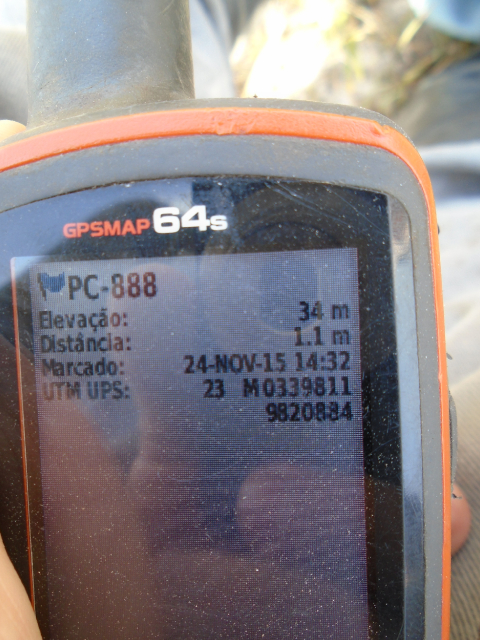 GPSMAP 64s
PC-888
Elevação: 34 m
Distância: 1.1 m
Marcado: 24-NOV-15 14:32
UTM UPS: 23 M0339811
9820884